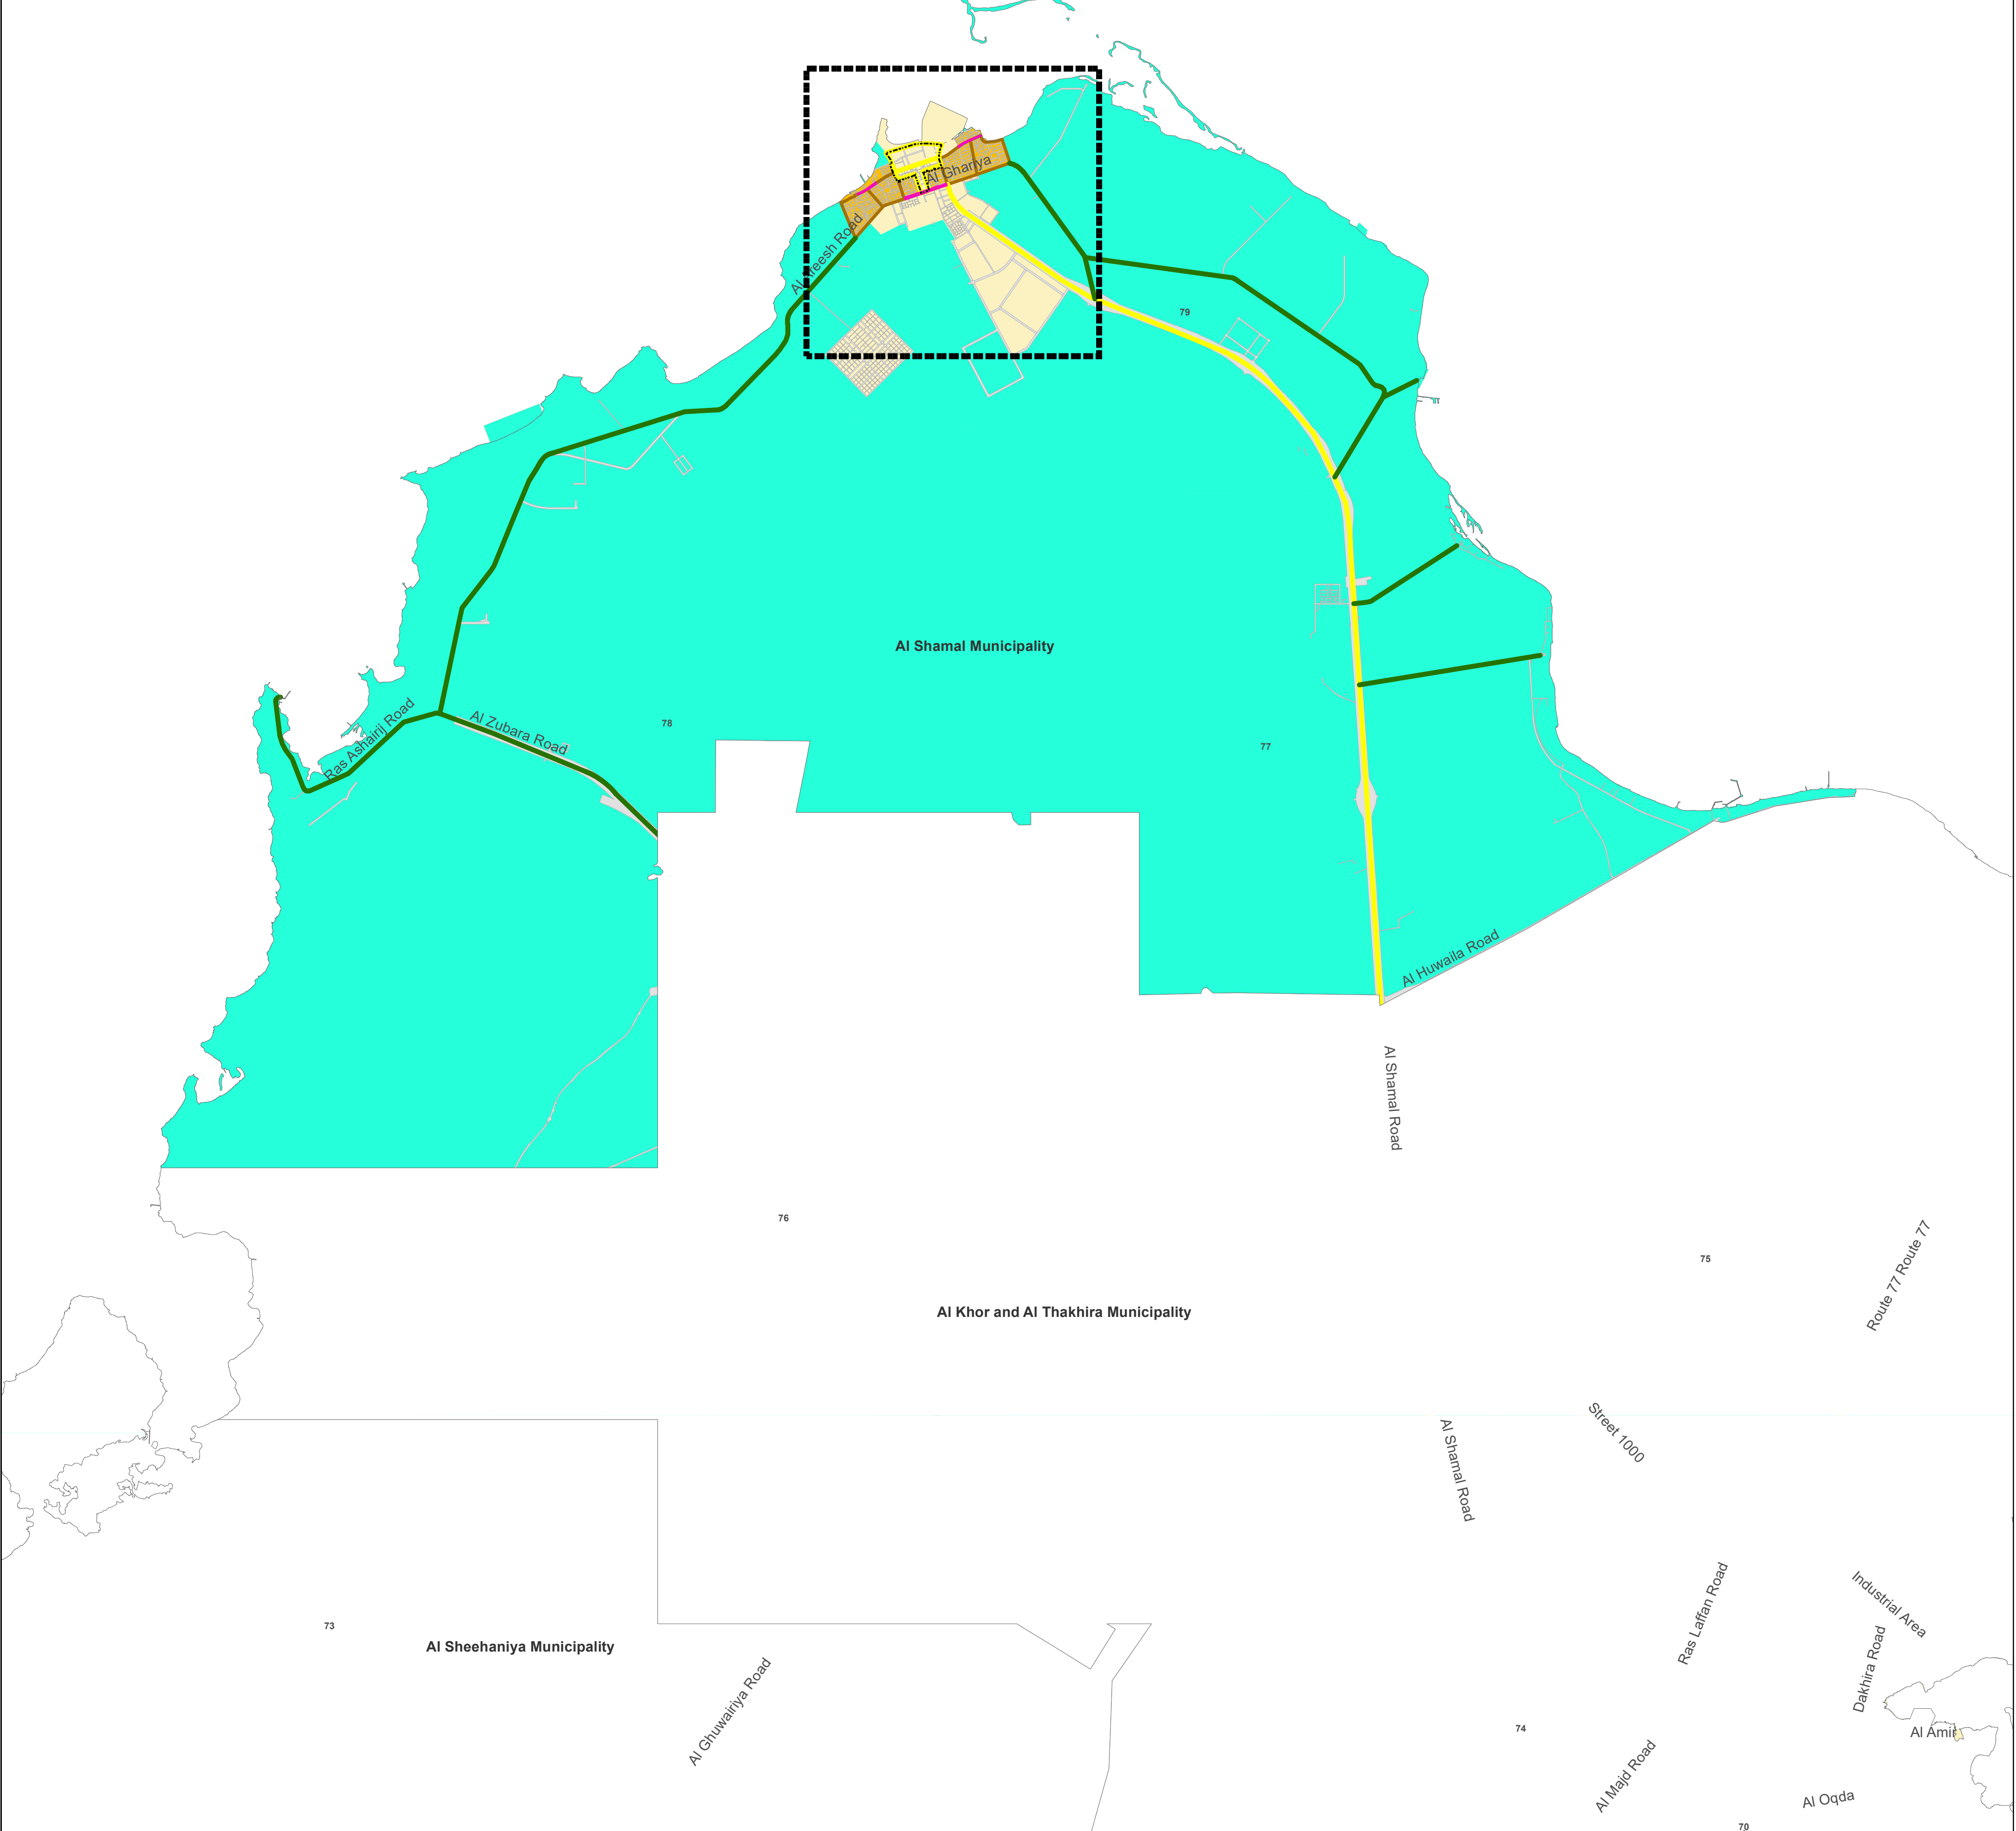 Al Ghariya
Al Areesh Road
79
Al Shamal Municipality
Ras Ashairij Road
Al Zubara Road
78
77
Al Huwaila Road
Al Shamal Road
76
75
Route 77 Route 77
Al Khor and Al Thakhira Municipality
Street 1000
Al Shamal Road
Ras Laffan Road
Industrial Area
73
Al Sheehaniya Municipality
Dakhira Road
Al Ghuwairiya Road
74
Al Amir
Al Majd Road
Al Oqda
70